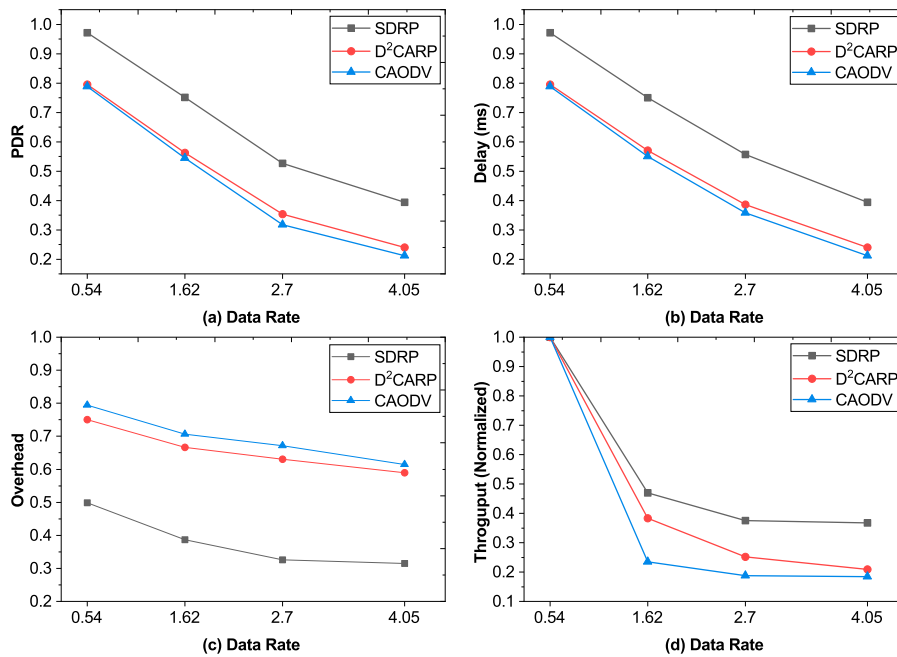 1.0
0.9
0.8
0.7
0.6
0.5
0.4
0.3
0.2
PDR
SDRP
D²CARP
CAODV
0.54 1.62 2.7 4.05
(a) Data Rate
1.0
0.9
0.8
0.7
0.6
0.5
0.4
0.3
0.2
Delay (ms)
SDRP
D²CARP
CAODV
0.54 1.62 2.7 4.05
(b) Data Rate
1.0
0.9
0.8
0.7
0.6
0.5
0.4
0.3
0.2
Overhead
SDRP
D²CARP
CAODV
0.54 1.62 2.7 4.05
(c) Data Rate
1.0
0.9
0.8
0.7
0.6
0.5
0.4
0.3
0.2
0.1
Throguput (Normalized)
SDRP
D²CARP
CAODV
0.54 1.62 2.7 4.05
(d) Data Rate